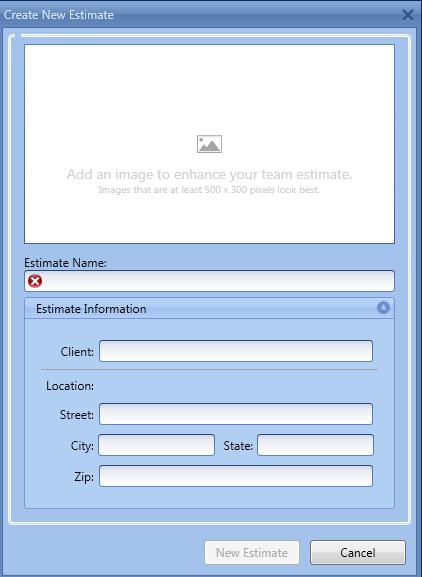 Create New Estimate
Add an image to enhance your team estimate.
Images that are at least 500 x 300 pixels look best.
Estimate Name:
Estimate Information
Client:
Location:
Street:
City: State:
Zip:
New Estimate Cancel